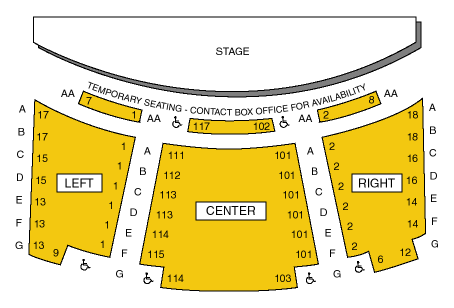 STAGE
TEMPORARY SEATING - CONTACT BOX OFFICE FOR AVAILABILITY
AA 7 1 AA 117 102 AA 2 8 AA
A 17 1 A 111 101 A 2 18 A
B 17 1 B 112 101 B 2 18 B
C 15 1 C 113 101 C 2 16 C
D 15 1 D 113 101 D 2 16 D
E 13 1 E 114 101 E 2 14 E
F 13 1 F 115 101 F 2 14 F
G 13 9 G 114 103 G 6 12 G
LEFT
CENTER
RIGHT